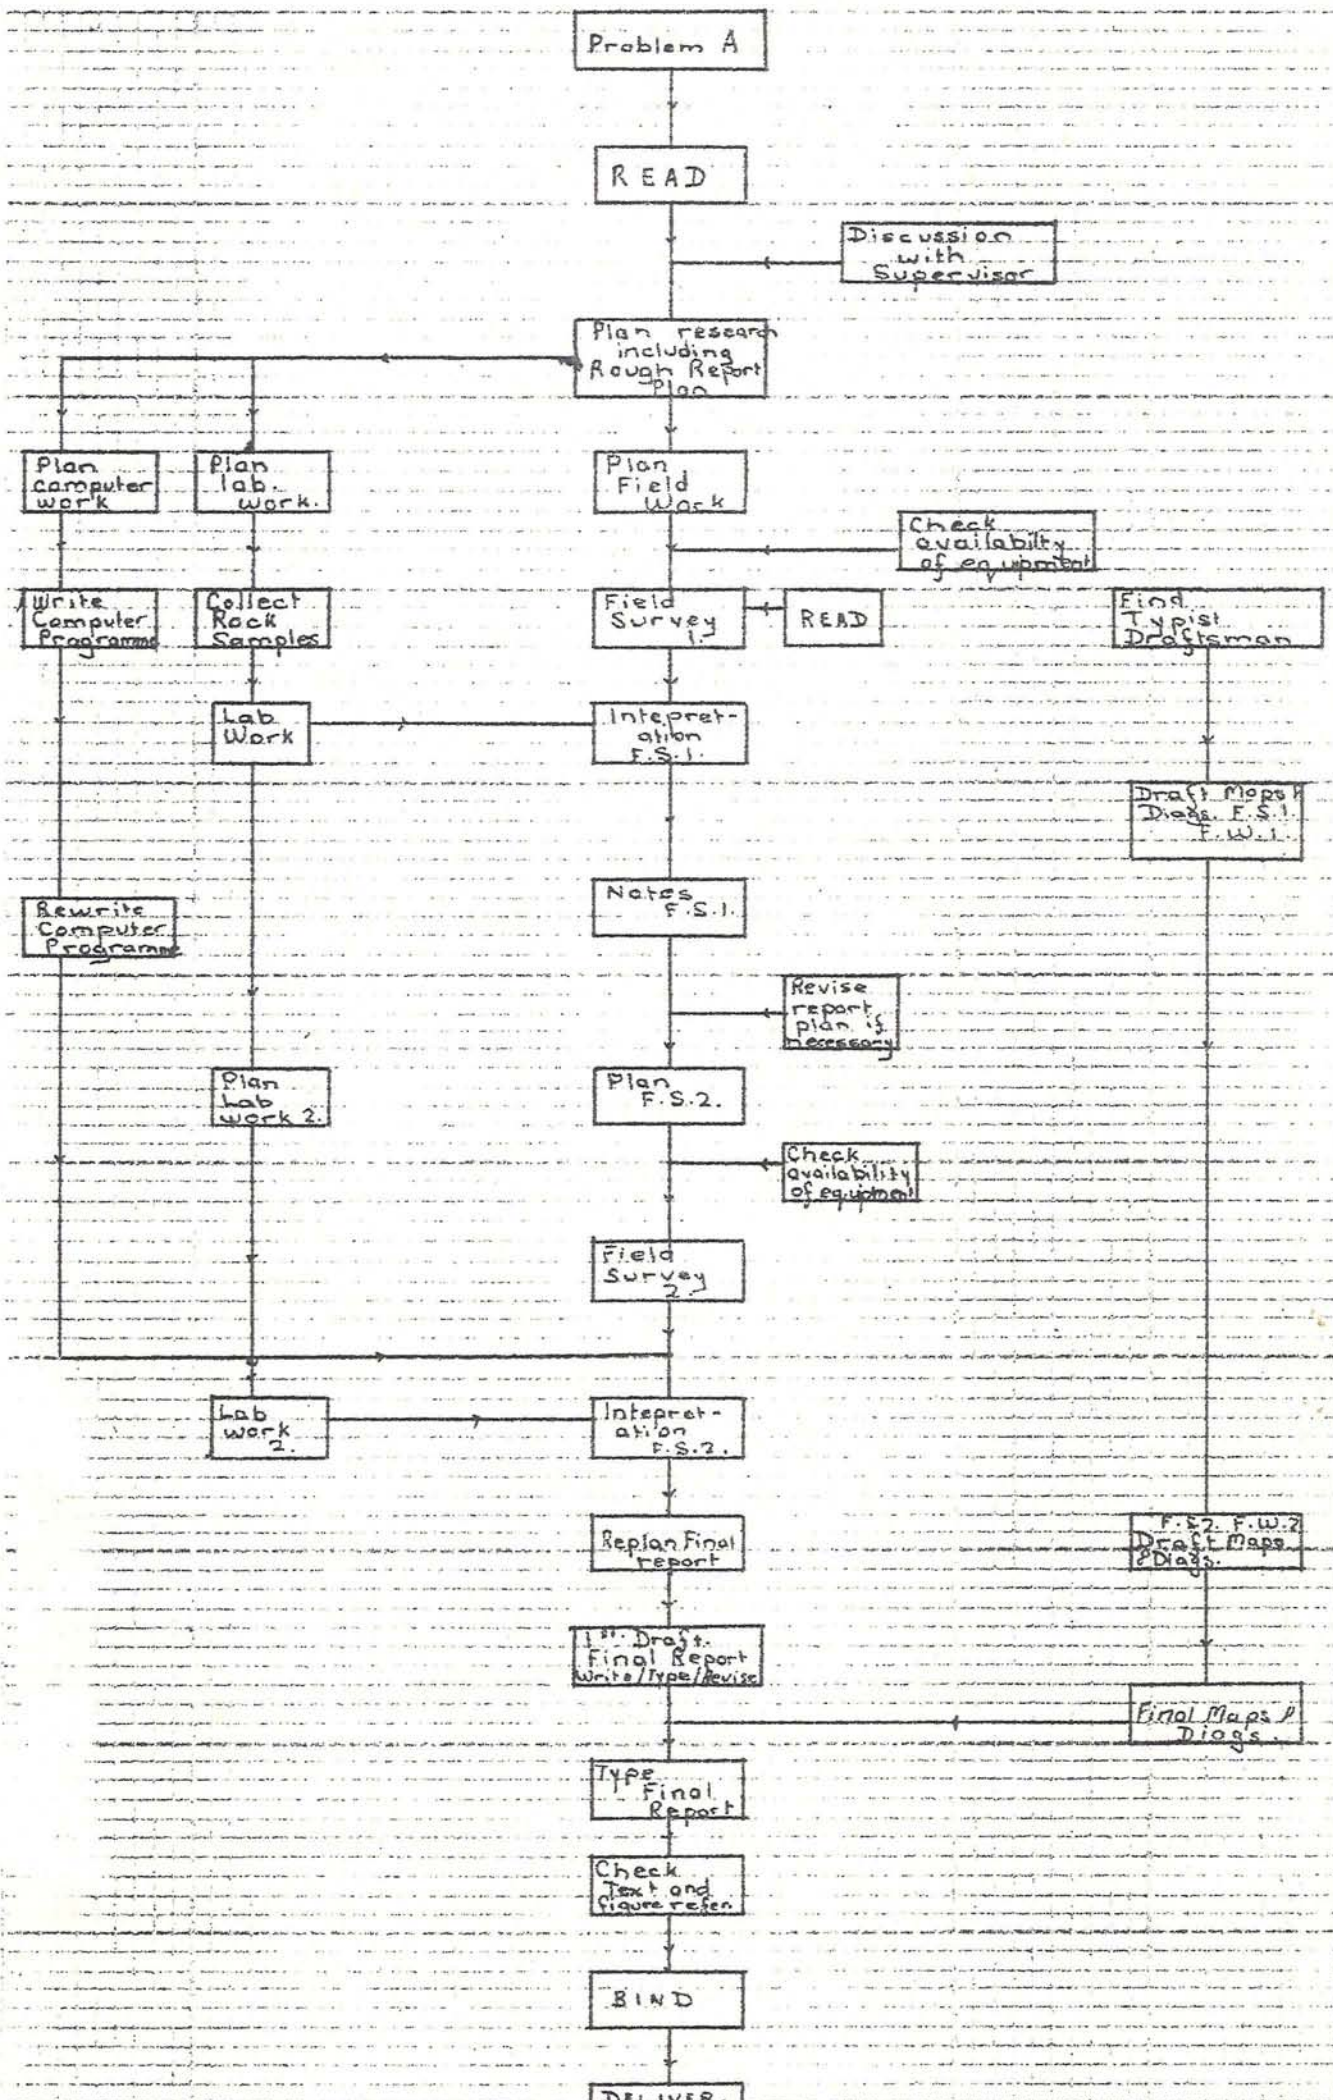 Problem A
READ
Discussion
with
Supervisor
Plan research
including
Rough Report
Plan
Plan
computer
work
Plan
lab.
work.
Plan
Field
Work
Check
availabilty
of equipment
Write
Computer
Programme
Collect
Rock
Samples
Field
Survey
1.
READ
Find
Typist
Draftsman
Lab
Work
Intepret-
ation
F.S.1.
Draft Maps &
Diags. F.S.1.
F.W.1.
Notes
F.S.1.
Rewrite
Computer
Programme
Revise
report
plan if
necessary
Plan
Lab
work 2.
Plan
F.S.2.
Check
availability
of equipment
Field
Survey
2.
Lab
work
2.
Intepret-
ation
F.S.2.
Replan Final
report
F.S2. F.W.2
Draft Maps
& Diags.
1st. Draft.
Final Report
Write/Type/Revise
Final Maps &
Diags.
Type
Final
Report
Check
Text and
figure refer.
BIND
DELIVER.